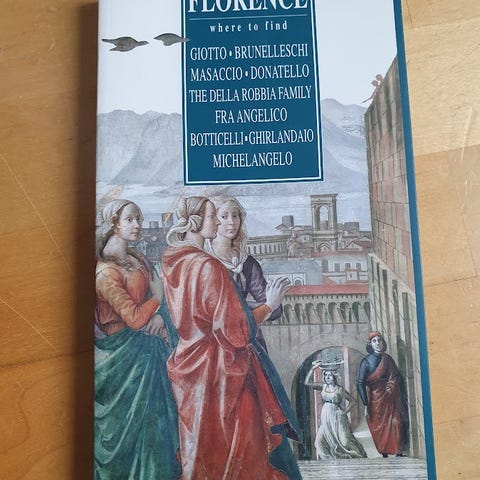 FLORENCE
where to find
GIOTTO • BRUNELLESCHI
MASACCIO • DONATELLO
THE DELLA ROBBIA FAMILY
FRA ANGELICO
BOTTICELLI • GHIRLANDAIO
MICHELANGELO